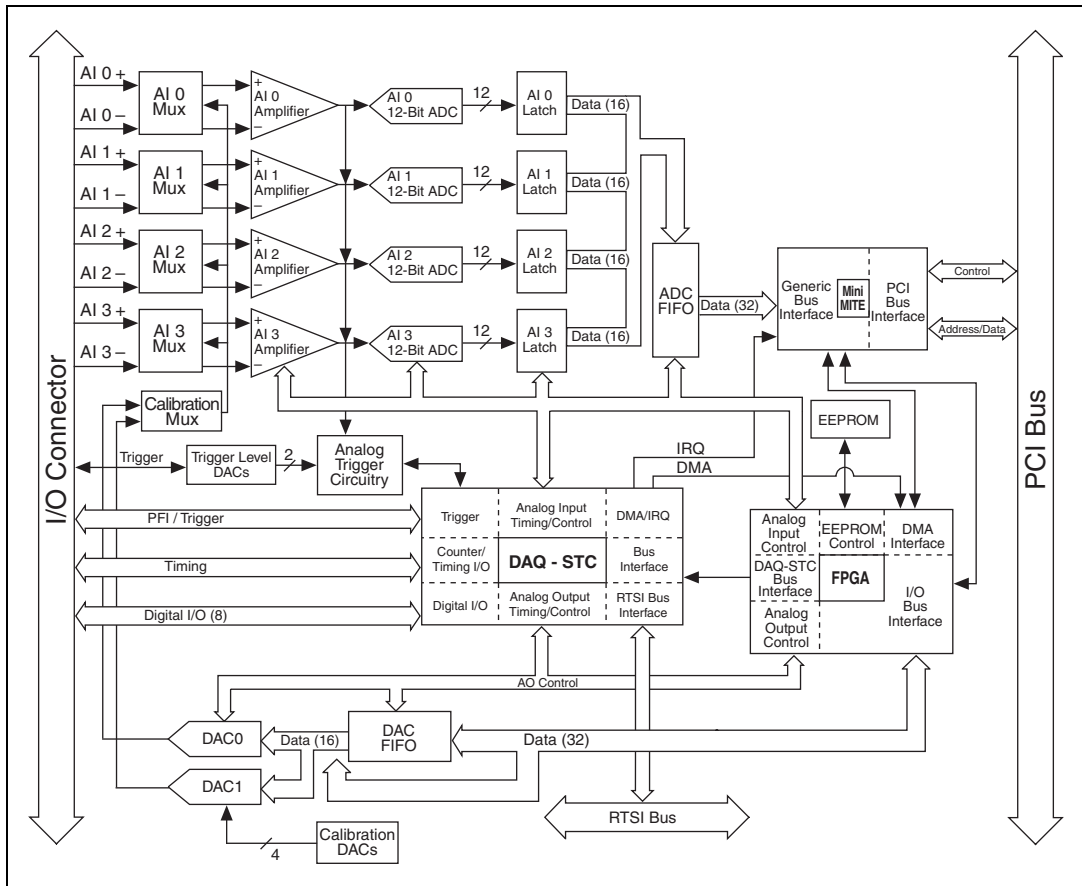 I/O Connector
AI 0 +
AI 0 –
AI 0
Mux
+
AI 0
Amplifier
–
AI 0
12-Bit ADC
12
AI 0
Latch
Data (16)
AI 1 +
AI 1 –
AI 1
Mux
+
AI 1
Amplifier
–
AI 1
12-Bit ADC
12
AI 1
Latch
Data (16)
AI 2 +
AI 2 –
AI 2
Mux
+
AI 2
Amplifier
–
AI 2
12-Bit ADC
12
AI 2
Latch
Data (16)
AI 3 +
AI 3 –
AI 3
Mux
+
AI 3
Amplifier
–
AI 3
12-Bit ADC
12
AI 3
Latch
Data (16)
ADC
FIFO
Data (32)
Generic
Bus
Interface
Mini
MITE
PCI
Bus
Interface
Control
Address/Data
PCI Bus
Calibration
Mux
Trigger
Trigger Level
DACs
2
Analog
Trigger
Circuitry
IRQ
DMA
EEPROM
PFI / Trigger
Timing
Digital I/O (8)
Trigger
Analog Input
Timing/Control
DMA/IRQ
Counter/
Timing I/O
DAQ - STC
Bus
Interface
Digital I/O
Analog Output
Timing/Control
RTSI Bus
Interface
Analog
Input
Control
EEPROM
Control
DMA
Interface
DAQ-STC
Bus
Interface
FPGA
I/O
Bus
Interface
Analog
Output
Control
AO Control
DAC0
Data (16)
DAC
FIFO
Data (32)
DAC1
RTSI Bus
4
Calibration
DACs